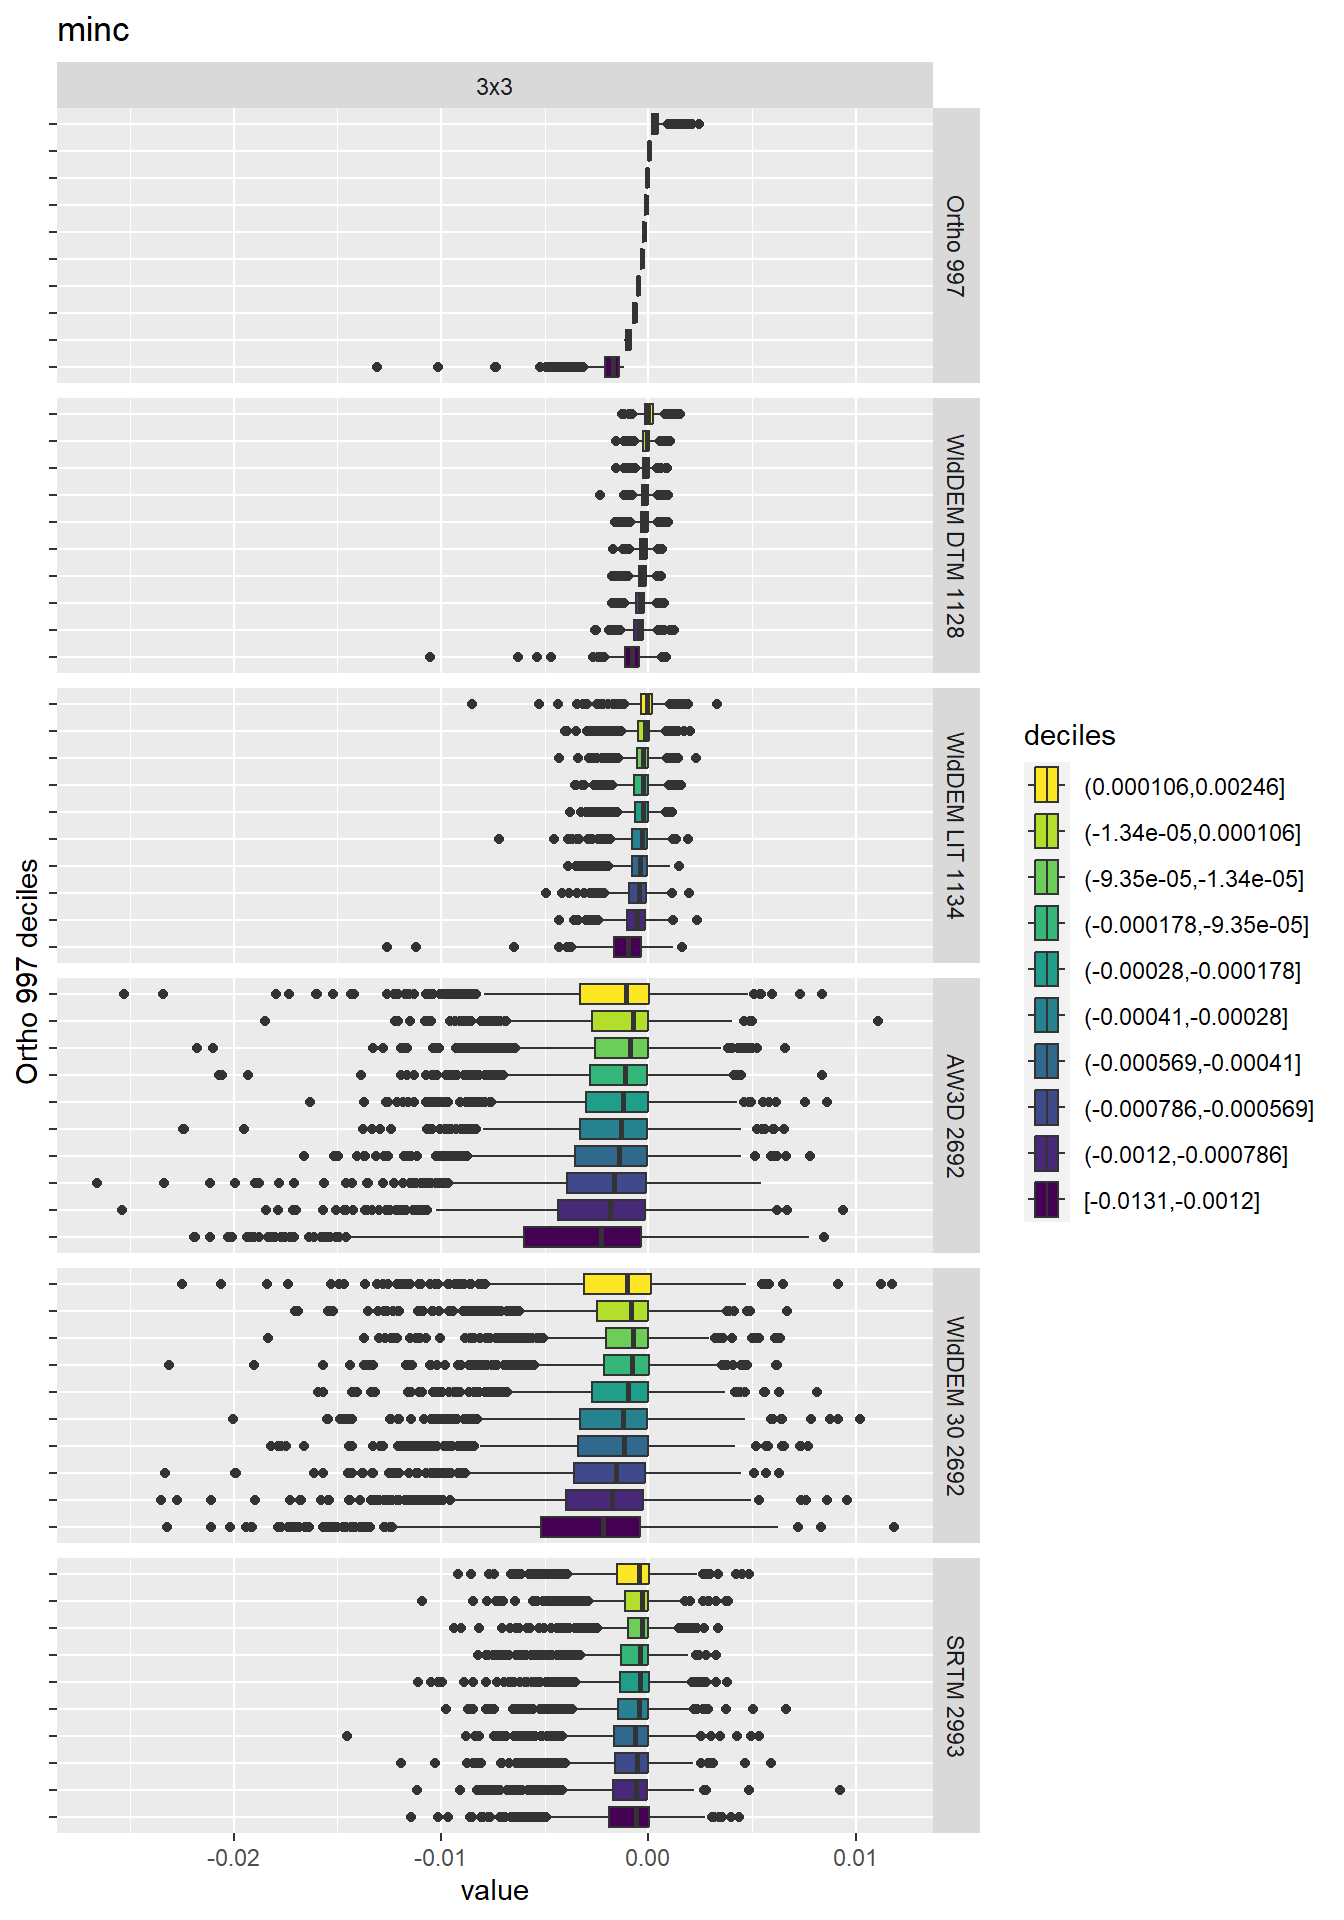 minc
3x3
Ortho 997
WldDEM DTM 1128
WldDEM LIT 1134
AW3D 2692
WldDEM 30 2692
SRTM 2993
Ortho 997 deciles
-0.02
-0.01
0.00
0.01
value
deciles
(0.000106,0.00246]
(-1.34e-05,0.000106]
(-9.35e-05,-1.34e-05]
(-0.000178,-9.35e-05]
(-0.00028,-0.000178]
(-0.00041,-0.00028]
(-0.000569,-0.00041]
(-0.000786,-0.000569]
(-0.0012,-0.000786]
[-0.0131,-0.0012]